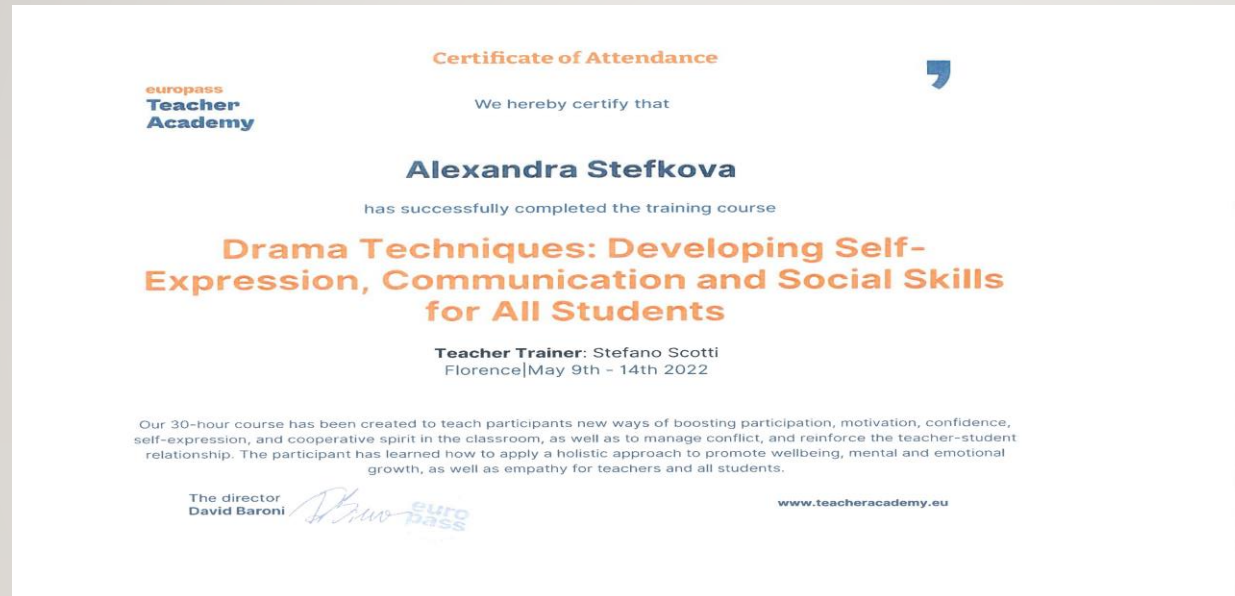 Certificate of Attendance
europass
Teacher
Academy
We hereby certify that
Alexandra Stefkova
has successfully completed the training course
Drama Techniques: Developing Self-
Expression, Communication and Social Skills
for All Students
Teacher Trainer: Stefano Scotti
Florence|May 9th - 14th 2022
Our 30-hour course has been created to teach participants new ways of boosting participation, motivation, confidence,
self-expression, and cooperative spirit in the classroom, as well as to manage conflict, and reinforce the teacher-student
relationship. The participant has learned how to apply a holistic approach to promote wellbeing, mental and emotional
growth, as well as empathy for teachers and all students.
The director
David Baroni
euro
pass
www.teacheracademy.eu